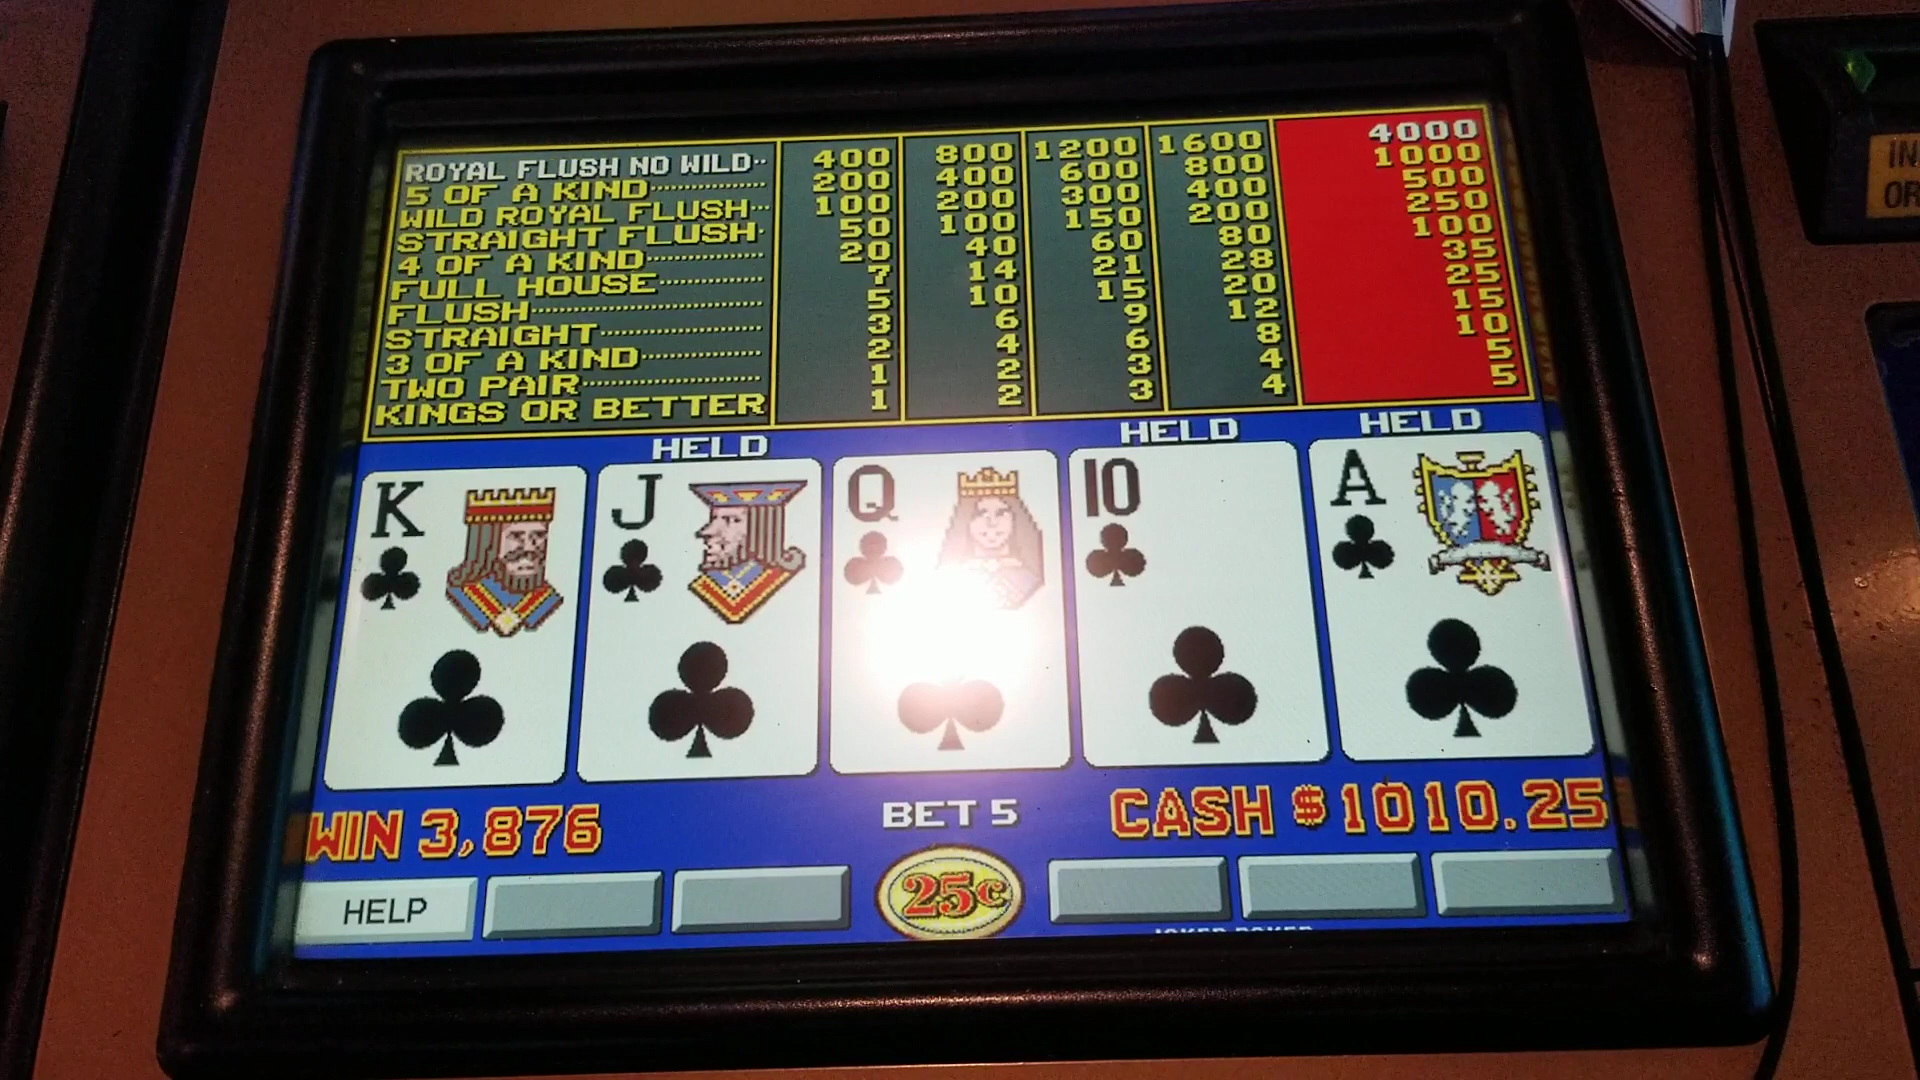 ROYAL FLUSH NO WILD·· 400 800 1200 1600 4000
5 OF A KIND 200 400 600 800 1000
WILD ROYAL FLUSH 100 200 300 400 500
STRAIGHT FLUSH 50 100 150 200 250
4 OF A KIND 20 40 60 80 100
FULL HOUSE 7 14 21 28 35
FLUSH 5 10 15 20 25
STRAIGHT 3 6 9 12 15
3 OF A KIND 2 4 6 8 10
TWO PAIR 1 2 3 4 5
KINGS OR BETTER 1 2 3 4 5
HELD HELD HELD
K J Q 10 A
WIN 3,876 BET 5 CASH $1010.25
HELP 25¢
JOKER POKER
IN
OR